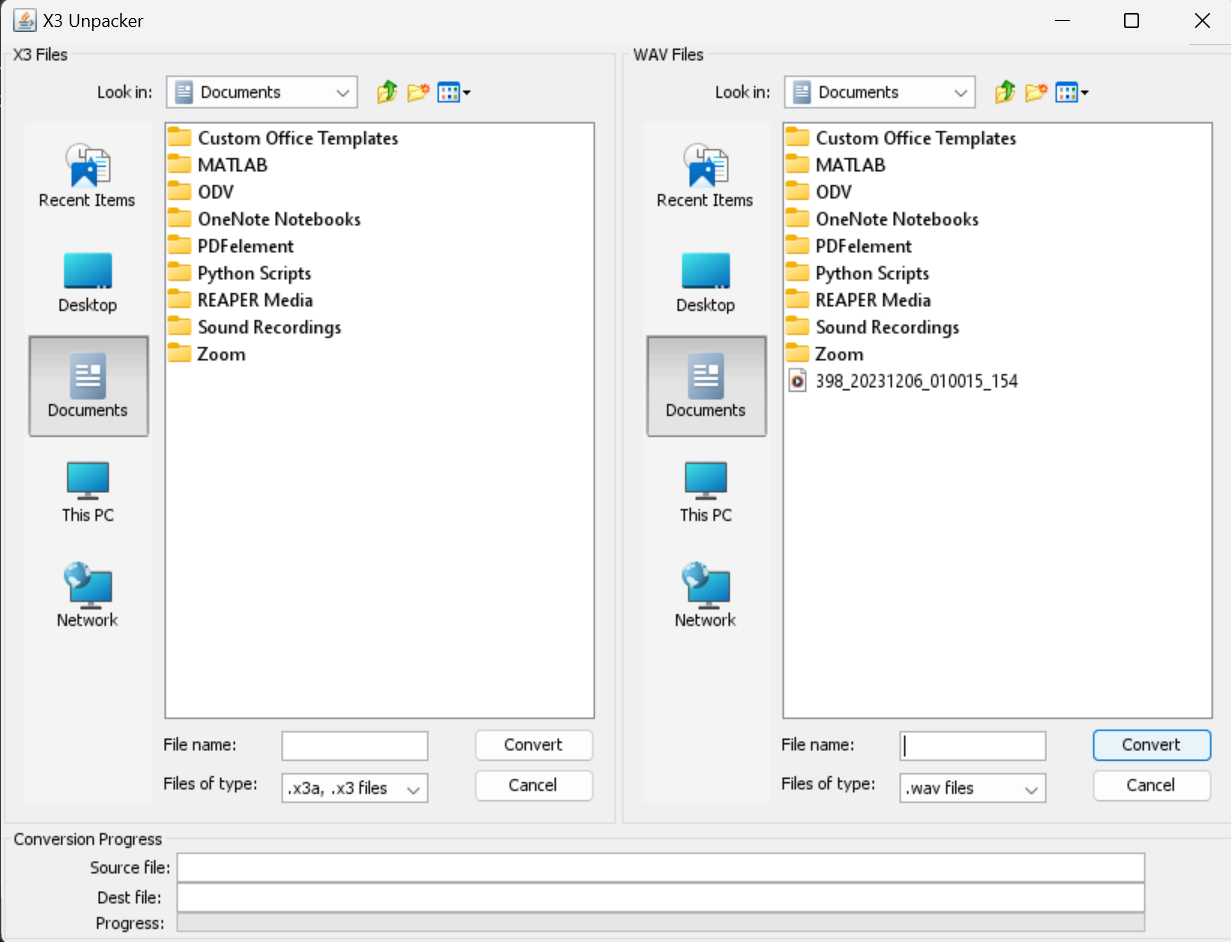 X3 Unpacker
X3 Files
Look in:
Documents
Recent Items
Desktop
Documents
This PC
Network
Custom Office Templates
MATLAB
ODV
OneNote Notebooks
PDFelement
Python Scripts
REAPER Media
Sound Recordings
Zoom
File name:
Convert
Files of type:
.x3a, .x3 files
Cancel
WAV Files
Look in:
Documents
Recent Items
Desktop
Documents
This PC
Network
Custom Office Templates
MATLAB
ODV
OneNote Notebooks
PDFelement
Python Scripts
REAPER Media
Sound Recordings
Zoom
398_20231206_010015_154
File name:
Convert
Files of type:
.wav files
Cancel
Conversion Progress
Source file:
Dest file:
Progress: